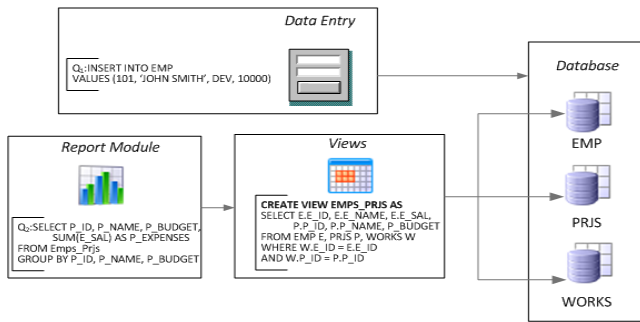 Data Entry
Q1:INSERT INTO EMP
VALUES (101, 'JOHN SMITH', DEV, 10000)
Report Module
Q2:SELECT P_ID, P_NAME, P_BUDGET,
SUM(E_SAL) AS P_EXPENSES
FROM Emps_Prjs
GROUP BY P_ID, P_NAME, P_BUDGET
Views
CREATE VIEW EMPS_PRJS AS
SELECT E.E_ID, E.E_NAME, E.E_SAL,
P.P_ID, P.P_NAME, P_BUDGET
FROM EMP E, PRJS P, WORKS W
WHERE W.E_ID = E.E_ID
AND W.P_ID = P.P_ID
Database
EMP
PRJS
WORKS